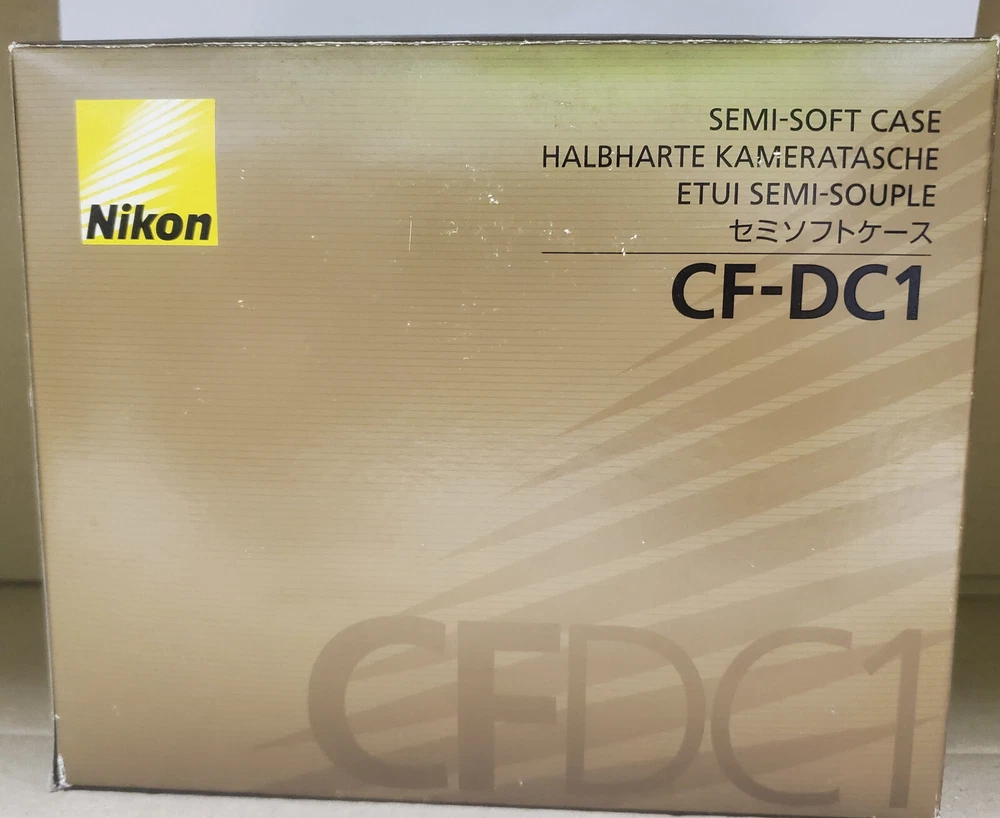 Nikon
SEMI-SOFT CASE
HALBHARTE KAMERATASCHE
ETUI SEMI-SOUPLE
セミソフトケース
CF-DC1
CFDC1